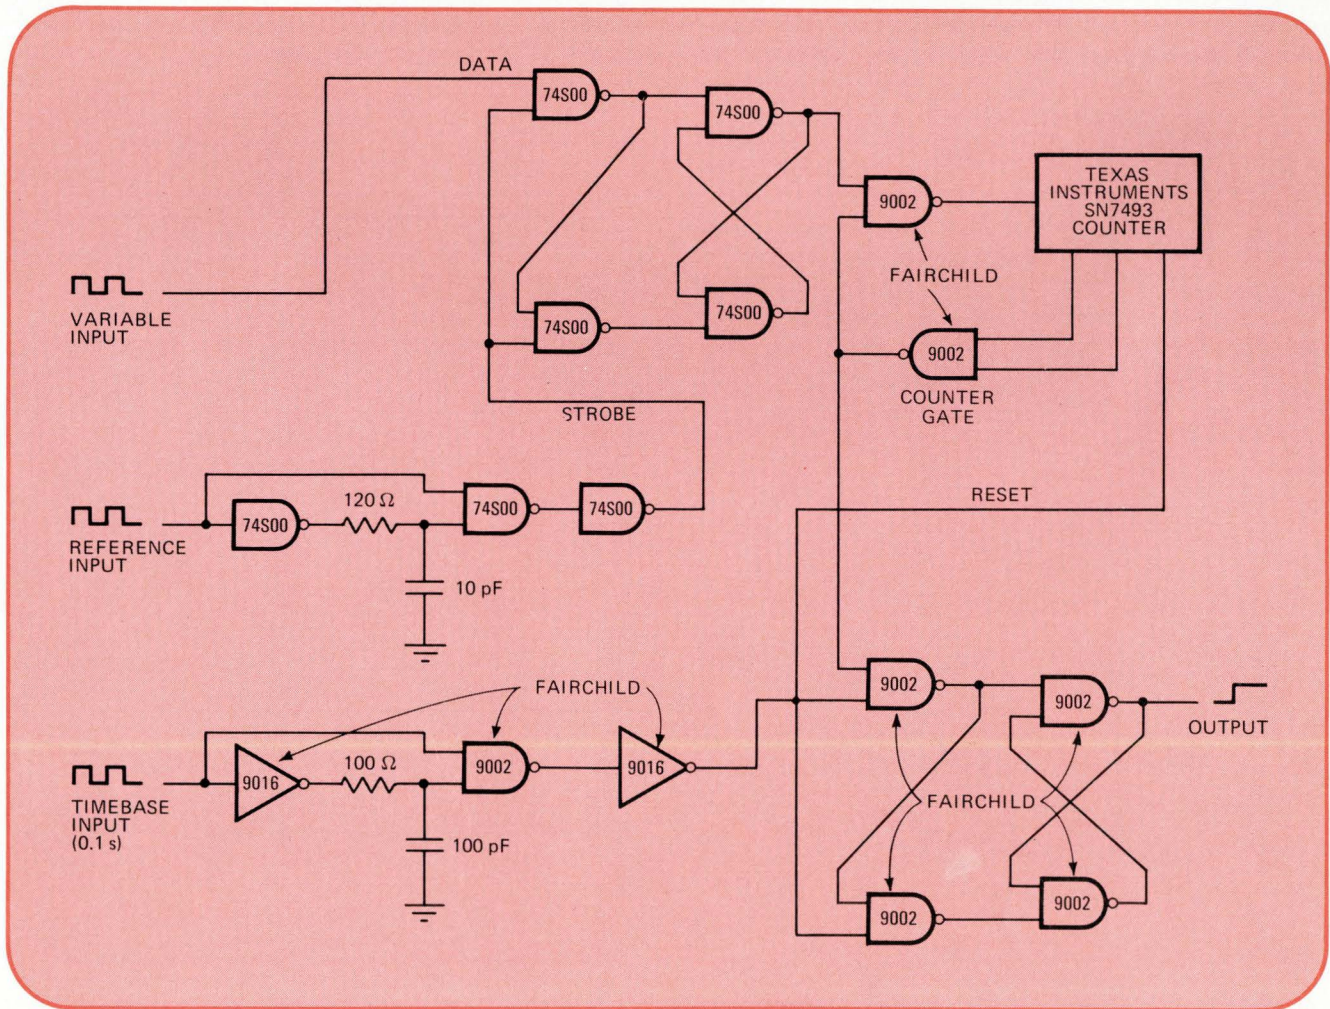 DATA
74S00
74S00
TEXAS
INSTRUMENTS
SN7493
COUNTER
9002
FAIRCHILD
VARIABLE
INPUT
74S00
74S00
9002
COUNTER
GATE
STROBE
RESET
120 Ω
74S00
74S00
74S00
REFERENCE
INPUT
10 pF
FAIRCHILD
9002
9002
OUTPUT
100 Ω
9016
9002
9016
TIMEBASE
INPUT
(0.1 s)
100 pF
FAIRCHILD
9002
9002